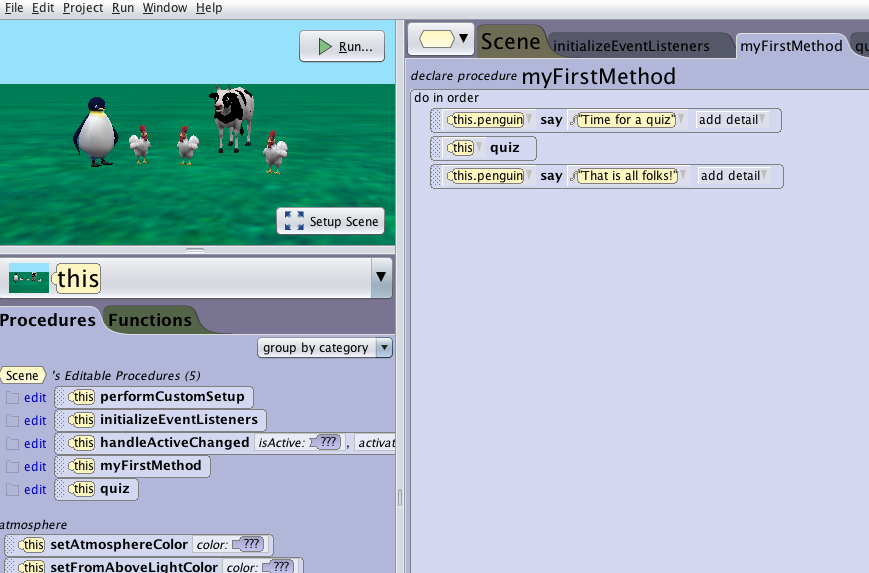 File Edit Project Run Window Help
Run...
Setup Scene
this
Procedures Functions
group by category
Scene 's Editable Procedures (5)
edit this performCustomSetup
edit this initializeEventListeners
edit this handleActiveChanged isActive: ??? , activat
edit this myFirstMethod
edit this quiz
atmosphere
this setAtmosphereColor color: ???
this setFromAboveLightColor color: ???
Scene initializeEventListeners myFirstMethod qu
declare procedure myFirstMethod
do in order
this.penguin say "Time for a quiz" add detail
this quiz
this.penguin say "That is all folks!" add detail